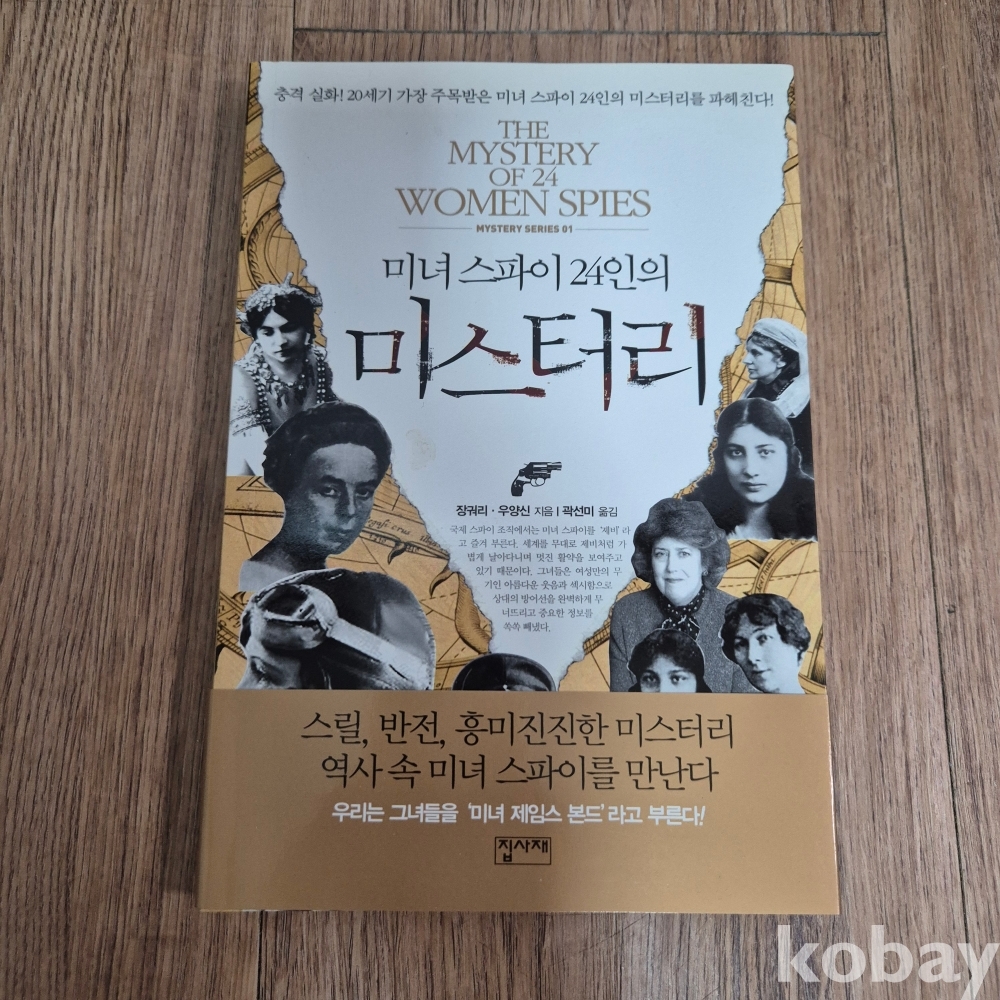 충격 실화! 20세기 가장 주목받은 미녀 스파이 24인의 미스터리를 파헤친다!
THE
MYSTERY
OF 24
WOMEN SPIES
MYSTERY SERIES 01
미녀 스파이 24인의
미스터리
장궈리·우양신 지음 | 곽선미 옮김
국제 스파이 조직에서는 미녀 스파이를 '제비'라
고 즐겨 부른다. 세계를 무대로 제비처럼 가
볍게 날아다니며 멋진 활약을 보여주고
있기 때문이다. 그녀들은 여성만의 무
기인 아름다운 웃음과 섹시함으로
상대의 방어선을 완벽하게 무
너뜨리고 중요한 정보를
쏙쏙 빼냈다.
스릴, 반전, 흥미진진한 미스터리
역사 속 미녀 스파이를 만난다
우리는 그녀들을 '미녀 제임스 본드'라고 부른다!
집사재
kobay